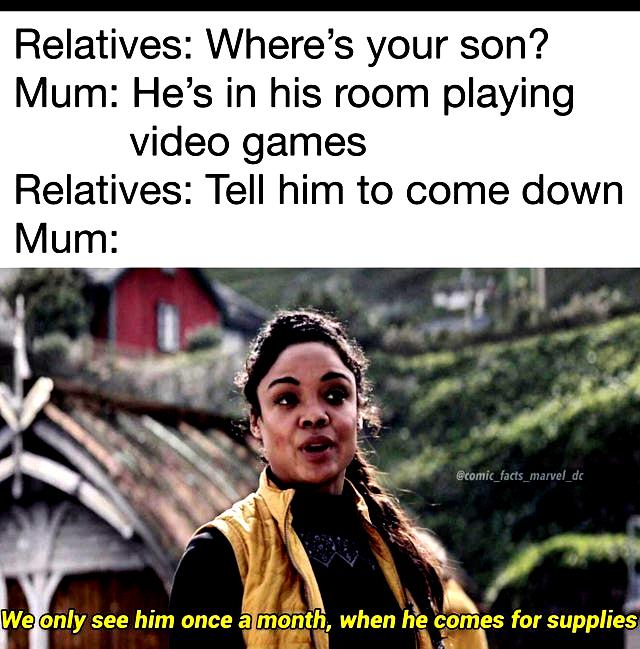 Relatives: Where's your son?
Mum: He's in his room playing
video games
Relatives: Tell him to come down
Mum:
@comic_facts_marvel_dc
We only see him once a month, when he comes for supplies